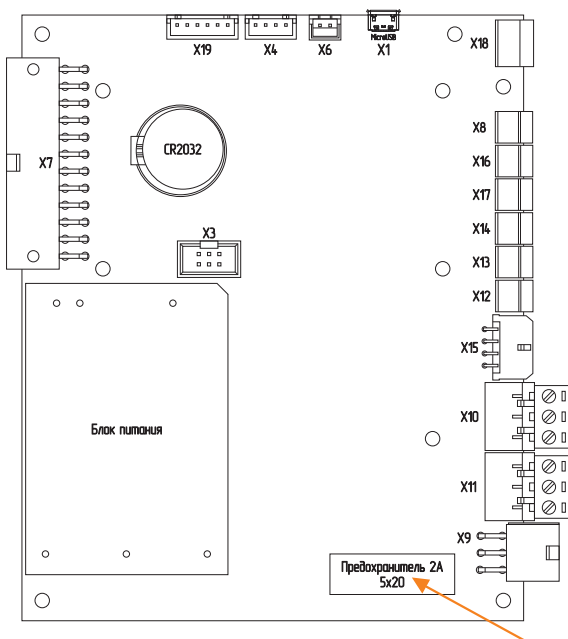 X19
X4
X6
X1
MicroUSB
X18
X7
CR2032
X8
X16
X17
X14
X3
X13
X12
X15
X10
Блок питания
X11
X9
Предохранитель 2А
5х20